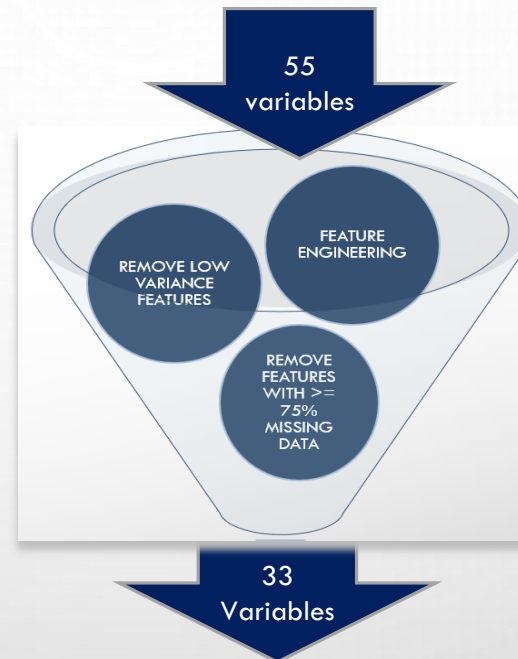 55
variables
FEATURE
ENGINEERING
REMOVE LOW
VARIANCE
FEATURES
REMOVE
FEATURES
WITH >=
75%
MISSING
DATA
33
Variables